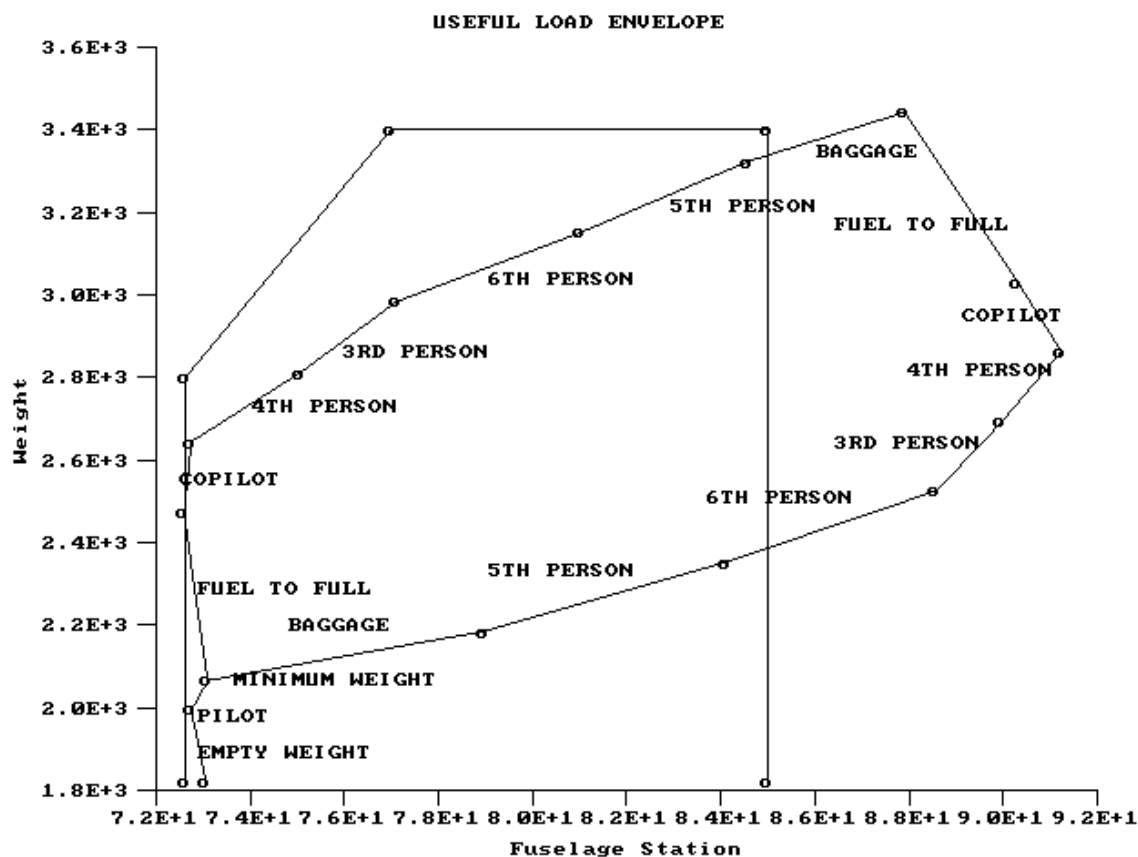 USEFUL LOAD ENVELOPE
3.6E+3
3.4E+3
BAGGAGE
5TH PERSON
3.2E+3
FUEL TO FULL
6TH PERSON
3.0E+3
COPILOT
3RD PERSON
4TH PERSON
2.8E+3
4TH PERSON
Weight
3RD PERSON
2.6E+3
COPILOT
6TH PERSON
2.4E+3
5TH PERSON
FUEL TO FULL
2.2E+3
BAGGAGE
MINIMUM WEIGHT
2.0E+3
PILOT
EMPTY WEIGHT
1.8E+3
7.2E+1 7.4E+1 7.6E+1 7.8E+1 8.0E+1 8.2E+1 8.4E+1 8.6E+1 8.8E+1 9.0E+1 9.2E+1
Fuselage Station